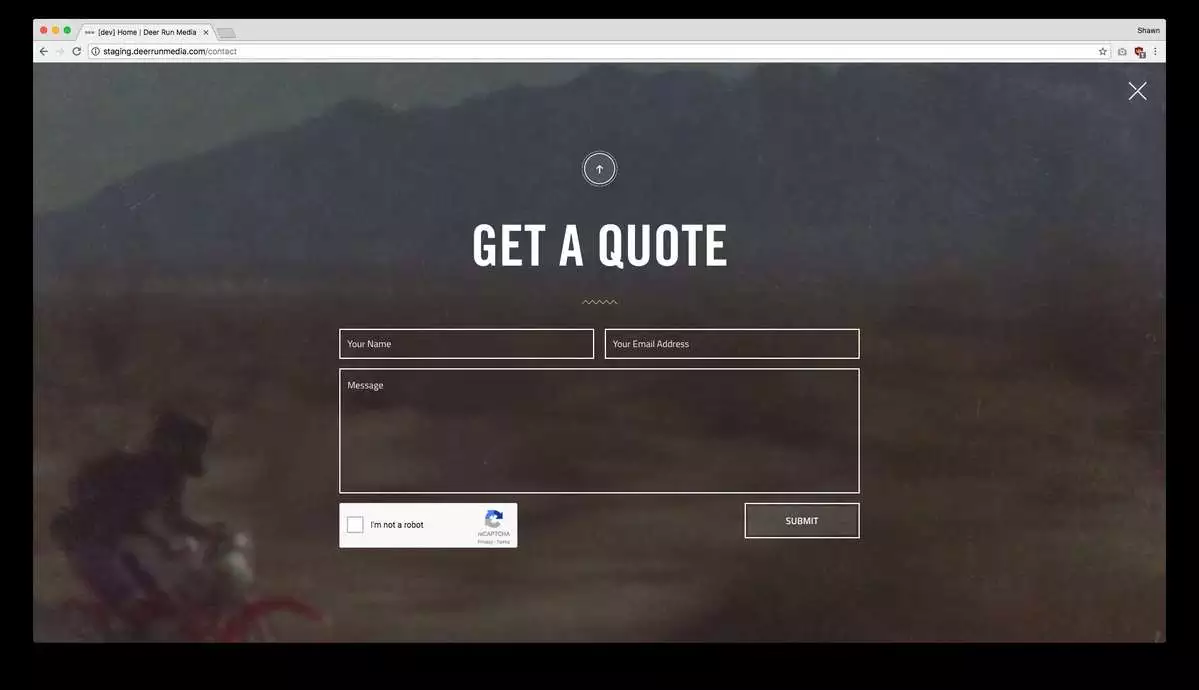 [dev] Home | Deer Run Media
Shawn
staging.deerrunmedia.com/contact
GET A QUOTE
Your Name
Your Email Address
Message
I'm not a robot
reCAPTCHA
Privacy - Terms
SUBMIT